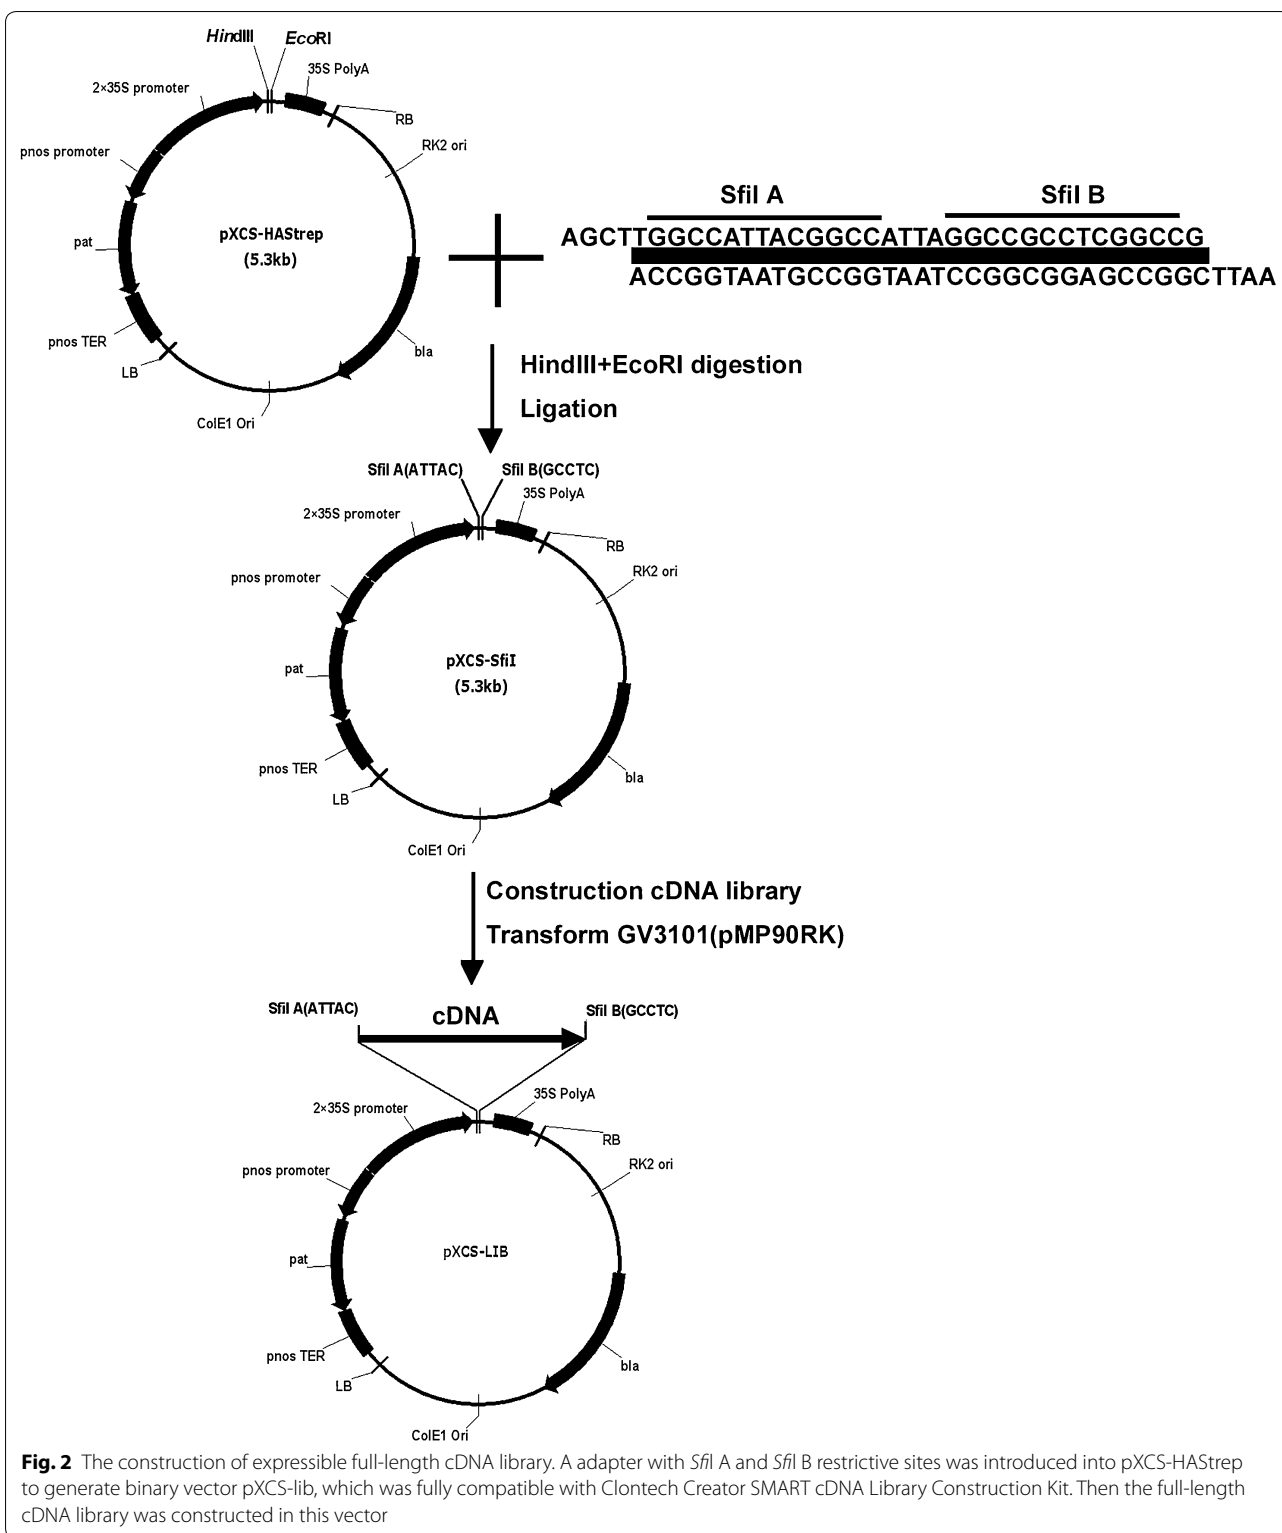 HindIII EcoRI
35S PolyA
2×35S promoter
RB
pnos promoter
RK2 ori
pXCS-HAStrep
(5.3kb)
pat
bla
pnos TER
LB
ColE1 Ori
SfiI A SfiI B
AGCTTGGCCATTACGGCCATTAGGCCGCCTCGGCCG
ACCGGTAATGCCGGTAATCCGGCGGAGCCGGCTTAA
HindIII+EcoRI digestion
Ligation
SfiI A(ATTAC) SfiI B(GCCTC)
35S PolyA
2×35S promoter
RB
pnos promoter
RK2 ori
pXCS-SfiI
(5.3kb)
pat
bla
pnos TER
LB
ColE1 Ori
Construction cDNA library
Transform GV3101(pMP90RK)
SfiI A(ATTAC) cDNA SfiI B(GCCTC)
35S PolyA
2×35S promoter
RB
pnos promoter
RK2 ori
pXCS-LIB
pat
bla
pnos TER
LB
ColE1 Ori
Fig. 2 The construction of expressible full-length cDNA library. A adapter with SfiI A and SfiI B restrictive sites was introduced into pXCS-HAStrep
to generate binary vector pXCS-lib, which was fully compatible with Clontech Creator SMART cDNA Library Construction Kit. Then the full-length
cDNA library was constructed in this vector